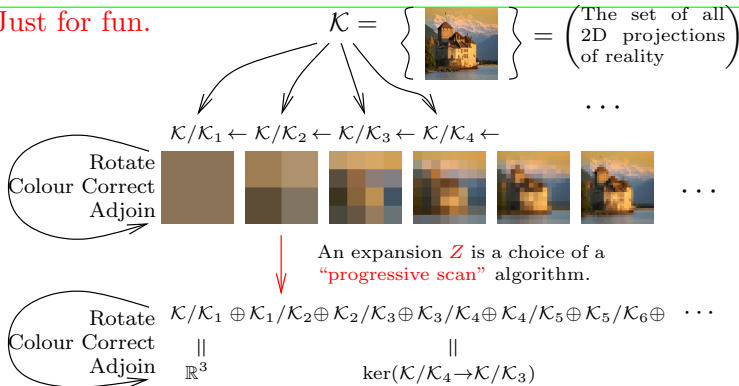 Just for fun.
𝒦 = { } = ( The set of all
2D projections
of reality )
...
𝒦/𝒦₁ ← 𝒦/𝒦₂ ← 𝒦/𝒦₃ ← 𝒦/𝒦₄ ←
Rotate
Colour Correct
Adjoin
...
An expansion Z is a choice of a
“progressive scan” algorithm.
𝒦/𝒦₁ ⊕ 𝒦₁/𝒦₂ ⊕ 𝒦₂/𝒦₃ ⊕ 𝒦₃/𝒦₄ ⊕ 𝒦₄/𝒦₅ ⊕ 𝒦₅/𝒦₆ ⊕ ...
Rotate
Colour Correct
Adjoin
|| ||
ℝ³ ker(𝒦/𝒦₄→𝒦/𝒦₃)